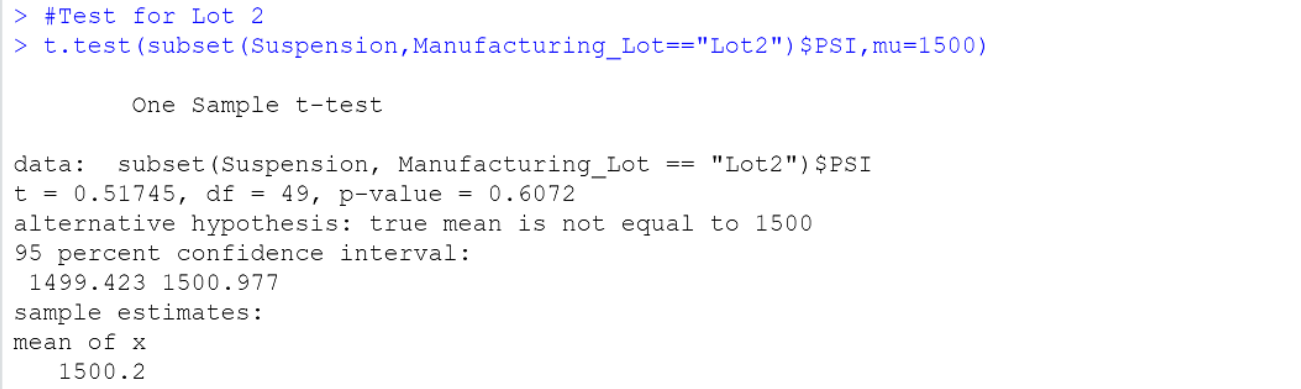 > #Test for Lot 2
> t.test(subset(Suspension,Manufacturing_Lot=="Lot2")$PSI,mu=1500)
One Sample t-test
data:  subset(Suspension, Manufacturing_Lot == "Lot2")$PSI
t = 0.51745, df = 49, p-value = 0.6072
alternative hypothesis: true mean is not equal to 1500
95 percent confidence interval:
1499.423 1500.977
sample estimates:
mean of x
1500.2